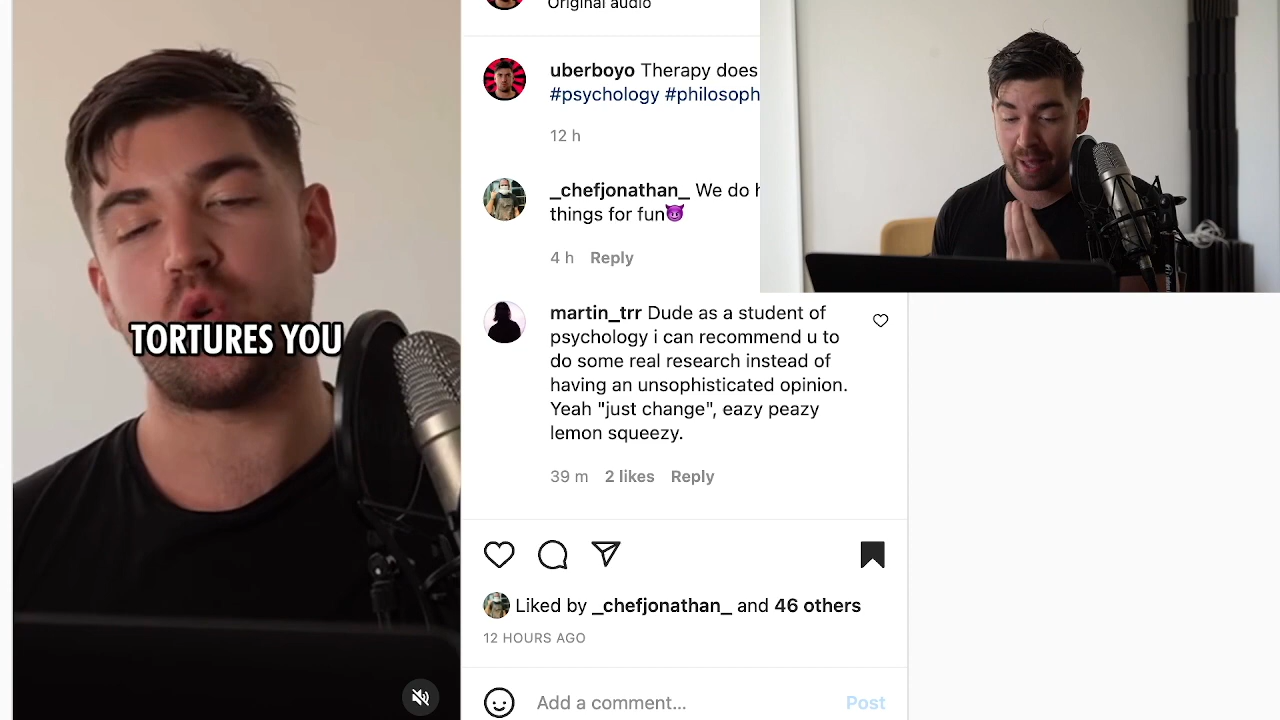 TORTURES YOU
Original audio
uberboyo Therapy does
#psychology #philosoph
12 h
_chefjonathan_ We do h
things for fun😈
4 h Reply
martin_trr Dude as a student of
psychology i can recommend u to
do some real research instead of
having an unsophisticated opinion.
Yeah "just change", eazy peazy
lemon squeezy.
39 m 2 likes Reply
Liked by _chefjonathan_ and 46 others
12 HOURS AGO
Add a comment... Post